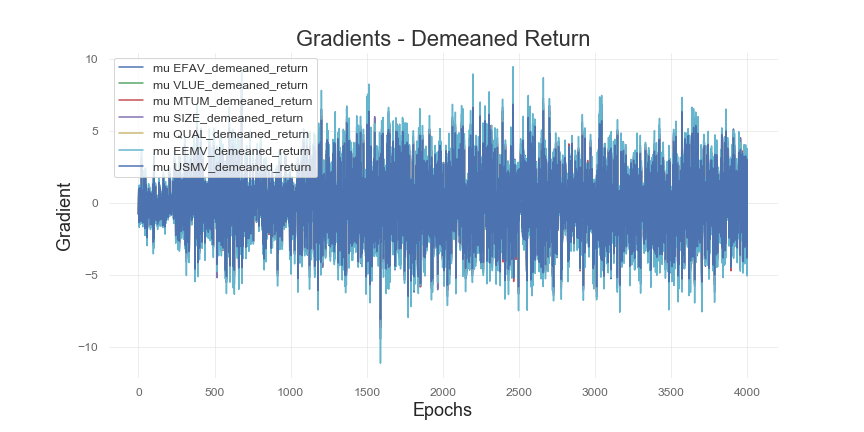 Gradients - Demeaned Return
10
5
0
−5
−10
Gradient
mu EFAV_demeaned_return
mu VLUE_demeaned_return
mu MTUM_demeaned_return
mu SIZE_demeaned_return
mu QUAL_demeaned_return
mu EEMV_demeaned_return
mu USMV_demeaned_return
0 500 1000 1500 2000 2500 3000 3500 4000
Epochs